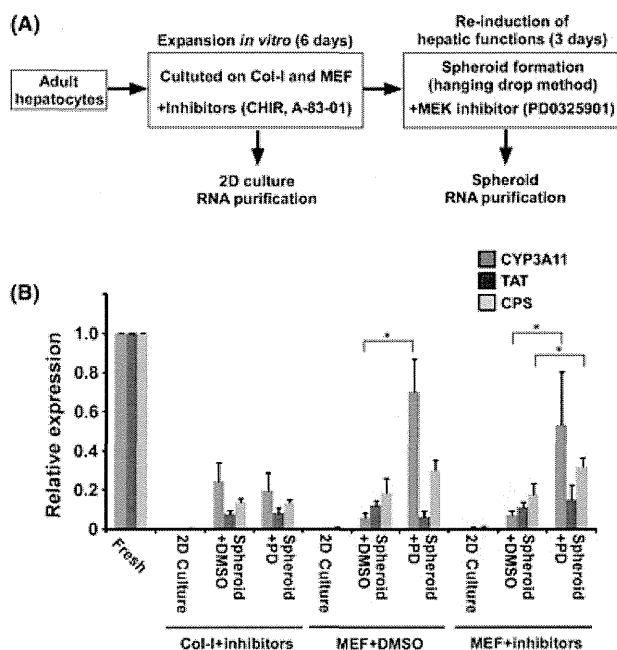 (A)
Expansion in vitro (6 days)
Re-induction of
hepatic functions (3 days)
Adult
hepatocytes
Cultuted on Col-I and MEF
+Inhibitors (CHIR, A-83-01)
Spheroid formation
(hanging drop method)
+MEK inhibitor (PD0325901)
2D culture
RNA purification
Spheroid
RNA purification
(B)
CYP3A11
TAT
CPS
Relative expression
1.0
0.8
0.6
0.4
0.2
0
*
*
*
Fresh
2D Culture
Spheroid
+DMSO
Spheroid
+PD
2D Culture
Spheroid
+DMSO
Spheroid
+PD
2D Culture
Spheroid
+DMSO
Spheroid
+PD
Col-I+inhibitors
MEF+DMSO
MEF+inhibitors